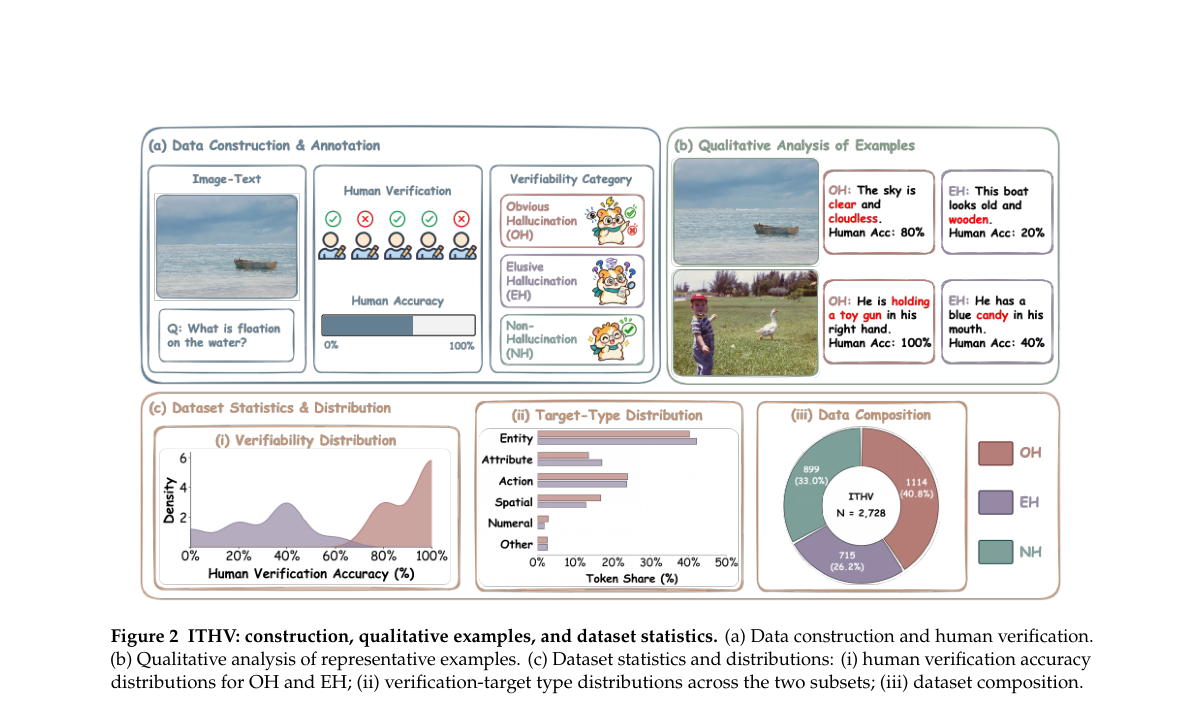 (a) Data Construction & Annotation
Image-Text
Q: What is floation
on the water?
Human Verification
Human Accuracy
0%
100%
Verifiability Category
Obvious
Hallucination
(OH)
Elusive
Hallucination
(EH)
Non-
Hallucination
(NH)
(b) Qualitative Analysis of Examples
OH: The sky is
clear and
cloudless.
Human Acc: 80%
EH: This boat
looks old and
wooden.
Human Acc: 20%
OH: He is holding
a toy gun in his
right hand.
Human Acc: 100%
EH: He has a
blue candy in his
mouth.
Human Acc: 40%
(c) Dataset Statistics & Distribution
(i) Verifiability Distribution
Density
6
4
2
0% 20% 40% 60% 80% 100%
Human Verification Accuracy (%)
(ii) Target-Type Distribution
Entity
Attribute
Action
Spatial
Numeral
Other
0% 10% 20% 30% 40% 50%
Token Share (%)
(iii) Data Composition
899
(33.0%)
1114
(40.8%)
ITHV
N = 2,728
715
(26.2%)
OH
EH
NH
Figure 2 ITHV: construction, qualitative examples, and dataset statistics. (a) Data construction and human verification.
(b) Qualitative analysis of representative examples. (c) Dataset statistics and distributions: (i) human verification accuracy
distributions for OH and EH; (ii) verification-target type distributions across the two subsets; (iii) dataset composition.